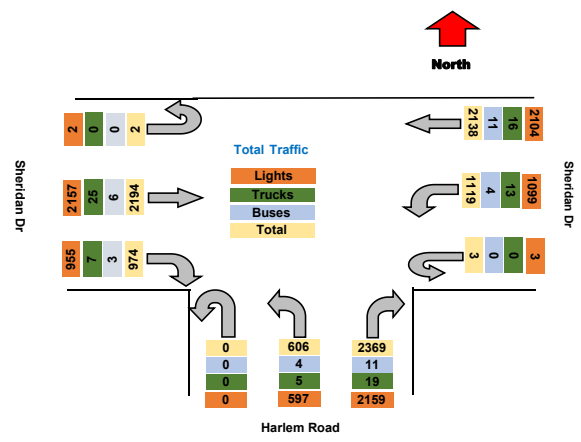 North
2 0 0 2
2138 11 16 2104
Total Traffic
Lights
Trucks
Buses
Total
Sheridan Dr
2157 25 6 2194
1119 4 13 1099
Sheridan Dr
955 7 3 974
3 0 0 3
0 606 2369
0 4 11
0 5 19
0 597 2159
Harlem Road